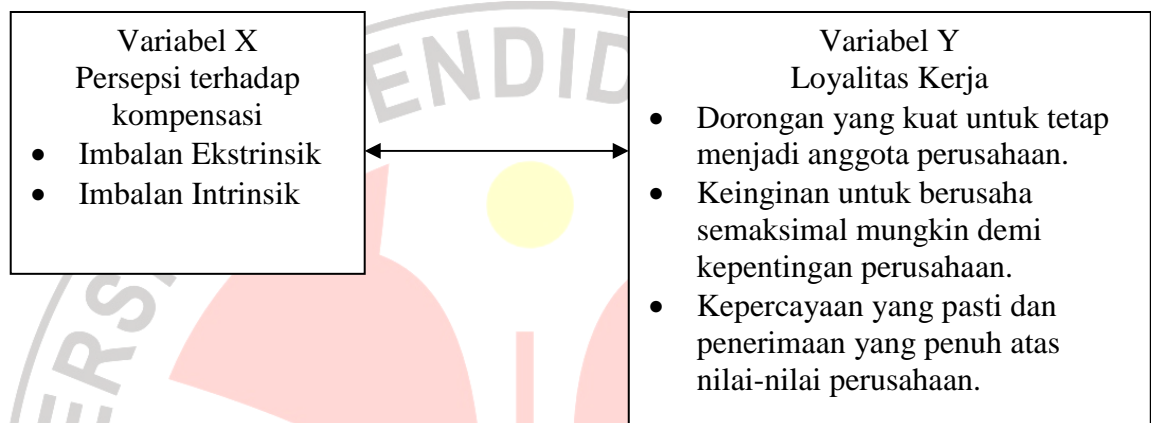 Variabel X
Persepsi terhadap
kompensasi
• Imbalan Ekstrinsik
• Imbalan Intrinsik
Variabel Y
Loyalitas Kerja
• Dorongan yang kuat untuk tetap
menjadi anggota perusahaan.
• Keinginan untuk berusaha
semaksimal mungkin demi
kepentingan perusahaan.
• Kepercayaan yang pasti dan
penerimaan yang penuh atas
nilai-nilai perusahaan.
ENDID
ERS